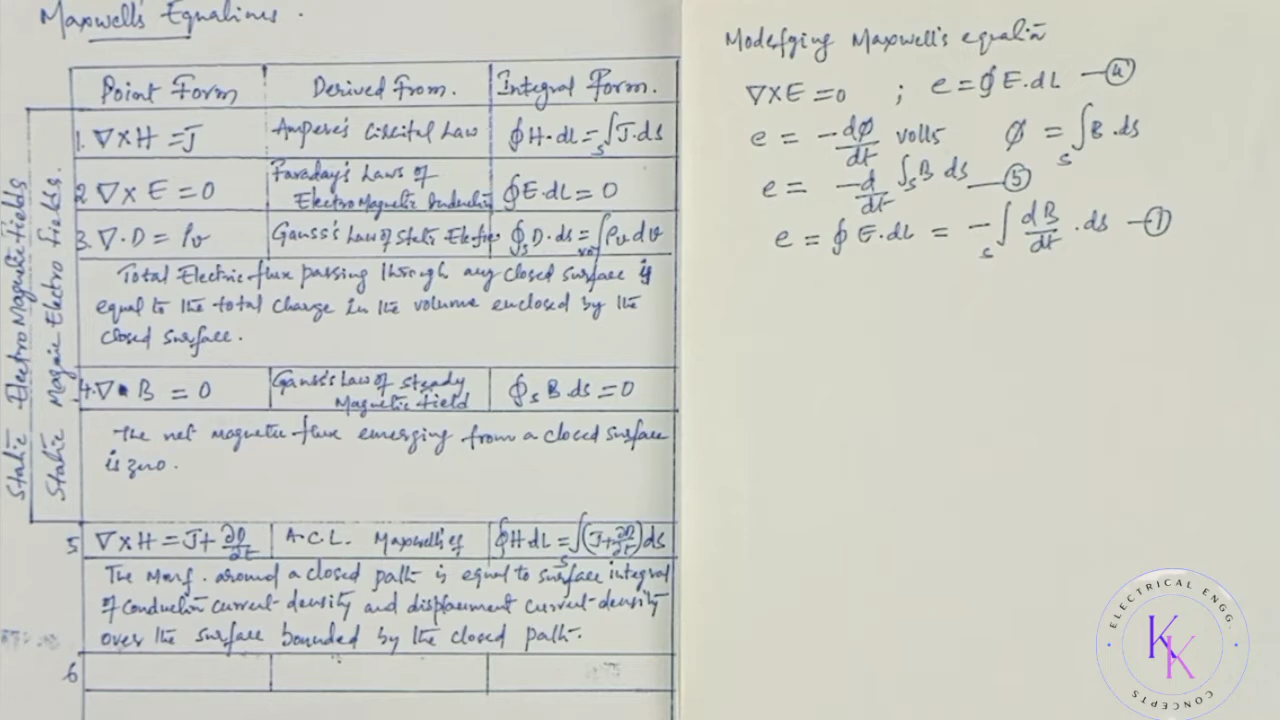 Maxwell's Equations.
Point Form Derived From. Integral Form.
1. ∇×H = J Ampere's Circital Law ∮H·dL = ∫s J·ds
2 ∇×E = 0 Faraday's Laws of ElectroMagnetic Induction ∮E·dL = 0
3. ∇·D = ρv Gauss's Law of Static Electric ∮s D·ds = ∫vol ρv dv
Total Electric flux passing through any closed surface is
equal to the total charge in the volume enclosed by the
closed surface.
4. ∇·B = 0 Gauss's Law of Steady Magnetic field ∮s B·ds = 0
The net magnetic flux emerging from a closed surface
is zero.
5 ∇×H = J+∂D/∂t A.C.L. Maxwell's eq ∮H dL = ∫s(J+∂D/∂t)ds
The Mmf. around a closed path is equal to surface integral
of conduction current density and displacement current density
over the surface bounded by the closed path.
6
Static ElectroMagnetic fields
Static Magnetic Electro fields.
Modefying Maxwell's equation
∇×E = 0 ; e = ∮E·dL —④
e = -dφ/dt volts φ = ∫s B·ds
e = -d/dt ∫s B ds —⑤
e = ∮E·dL = -∫s dB/dt ·ds —①
ELECTRICAL ENGG.
KK
CONCEPTS